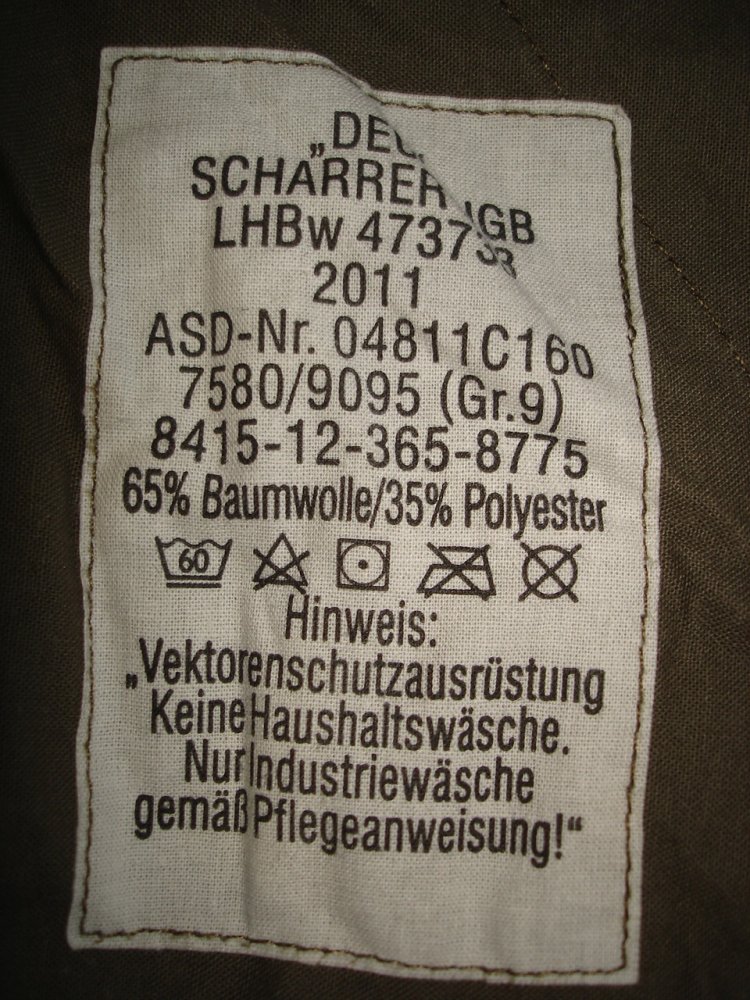 SCHARRER
LHBw
2011
ASD-Nr. 04811C160
7580/9095 (Gr.9)
8415-12-365-8775
65% Baumwolle/35% Polyester
60
Hinweis:
„Vektorenschutzausrüstung
Keine Haushaltswäsche.
Nur Industriewäsche
gemäß Pflegeanweisung!“